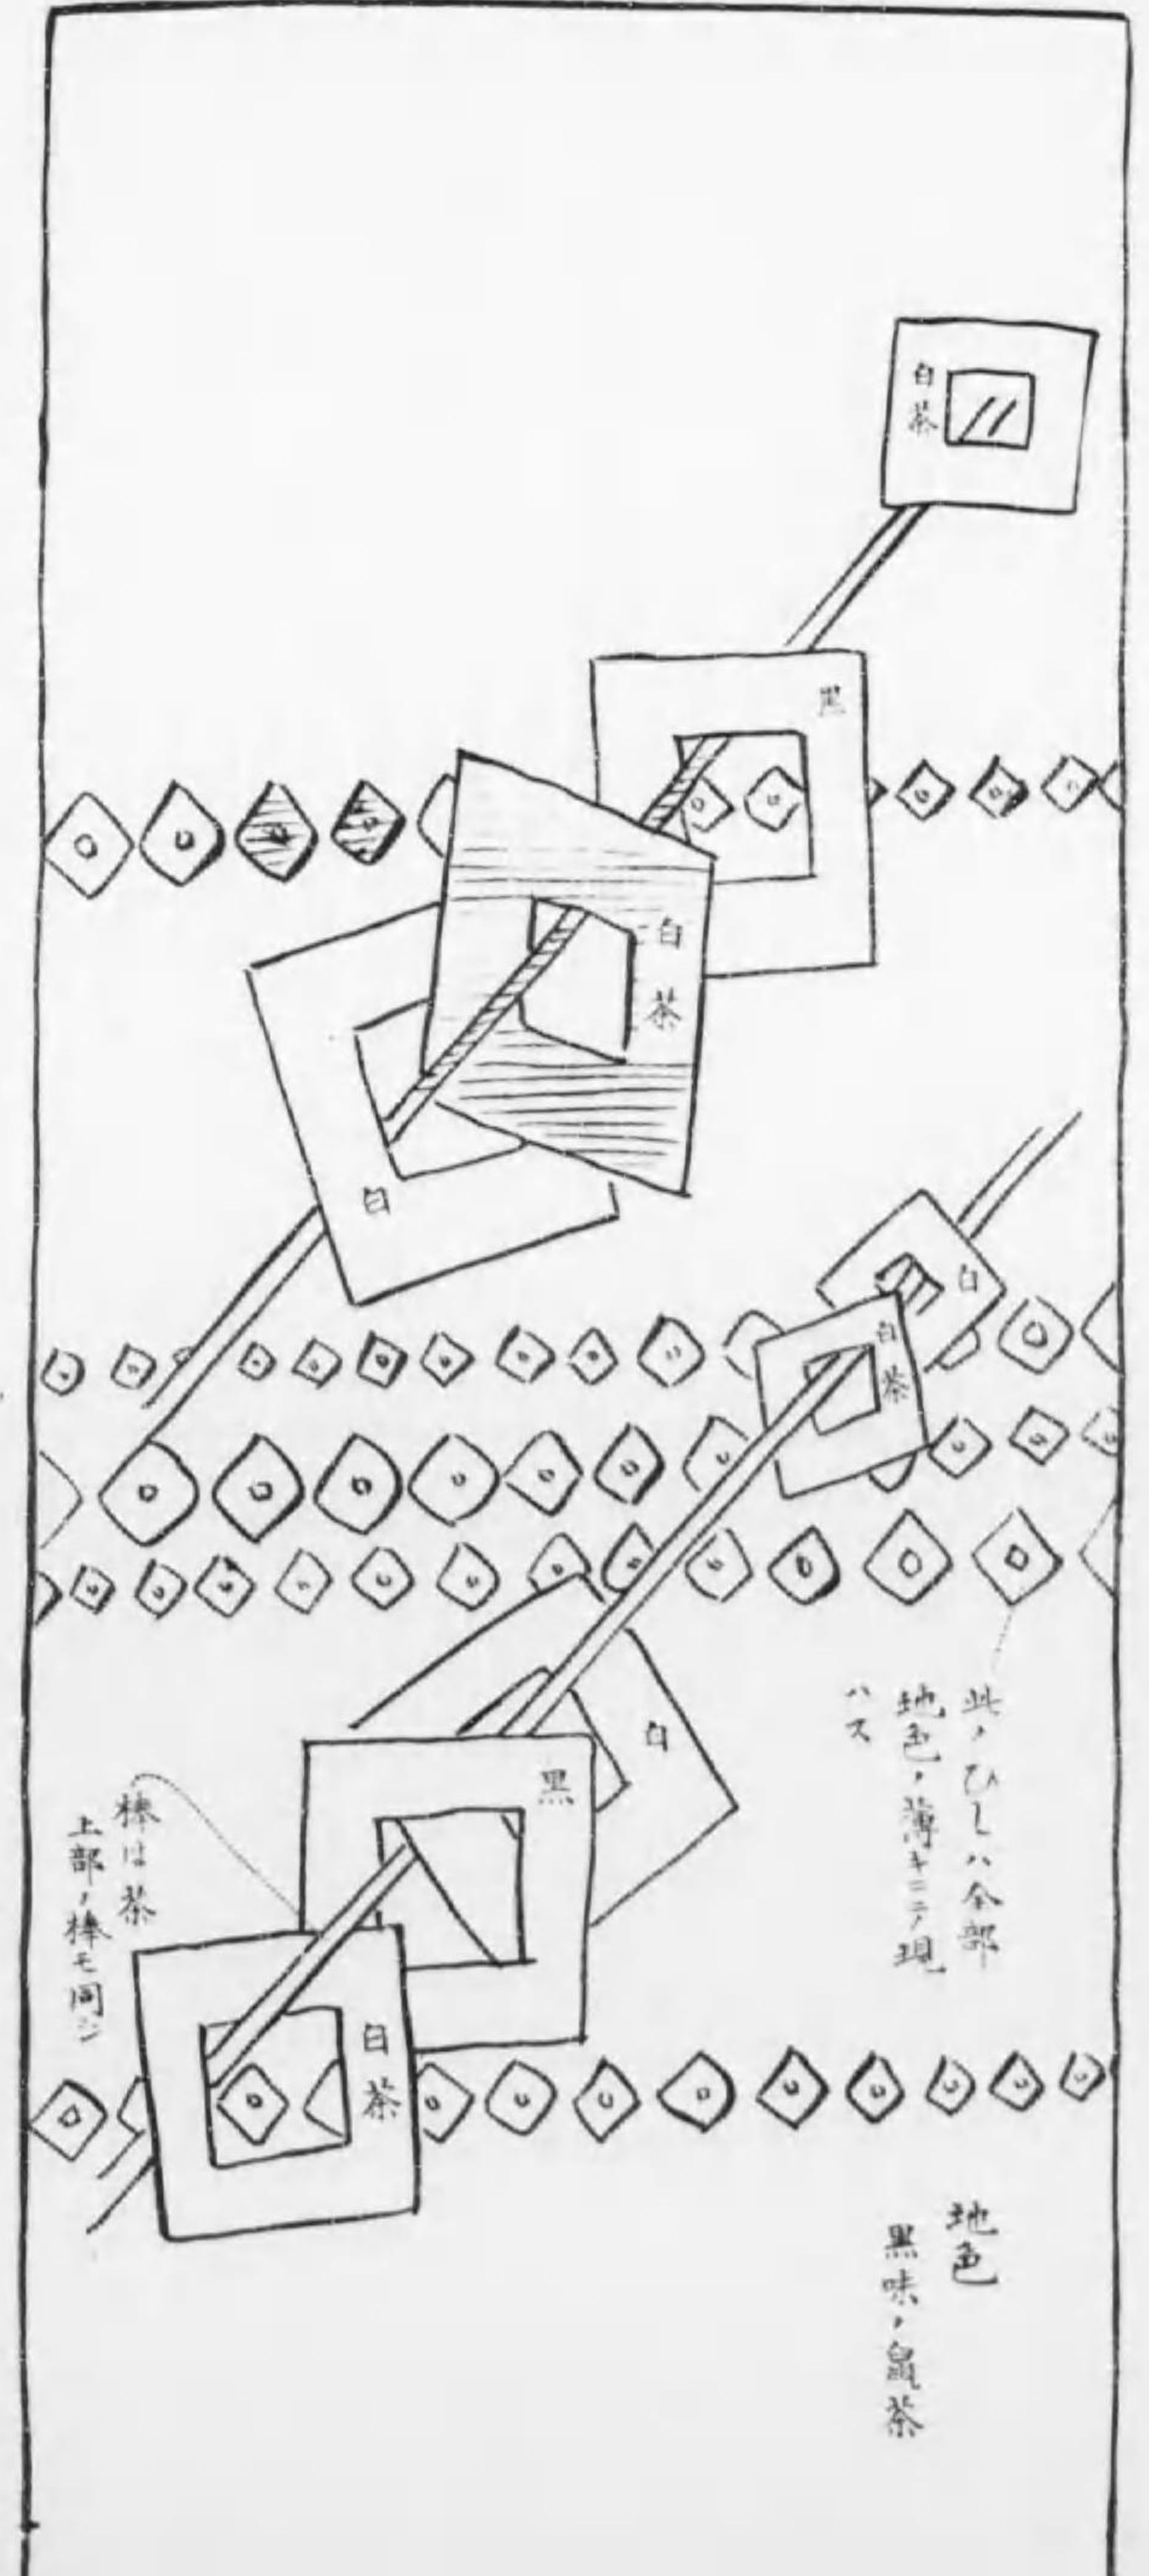 白茶
黒
白茶
白
白
白茶
此ノひしハ全部
地色ノ薄キニテ現
ハス
白
黒
棒は茶
上部ノ棒モ同ジ
白茶
地色
黒味ノ鼠茶